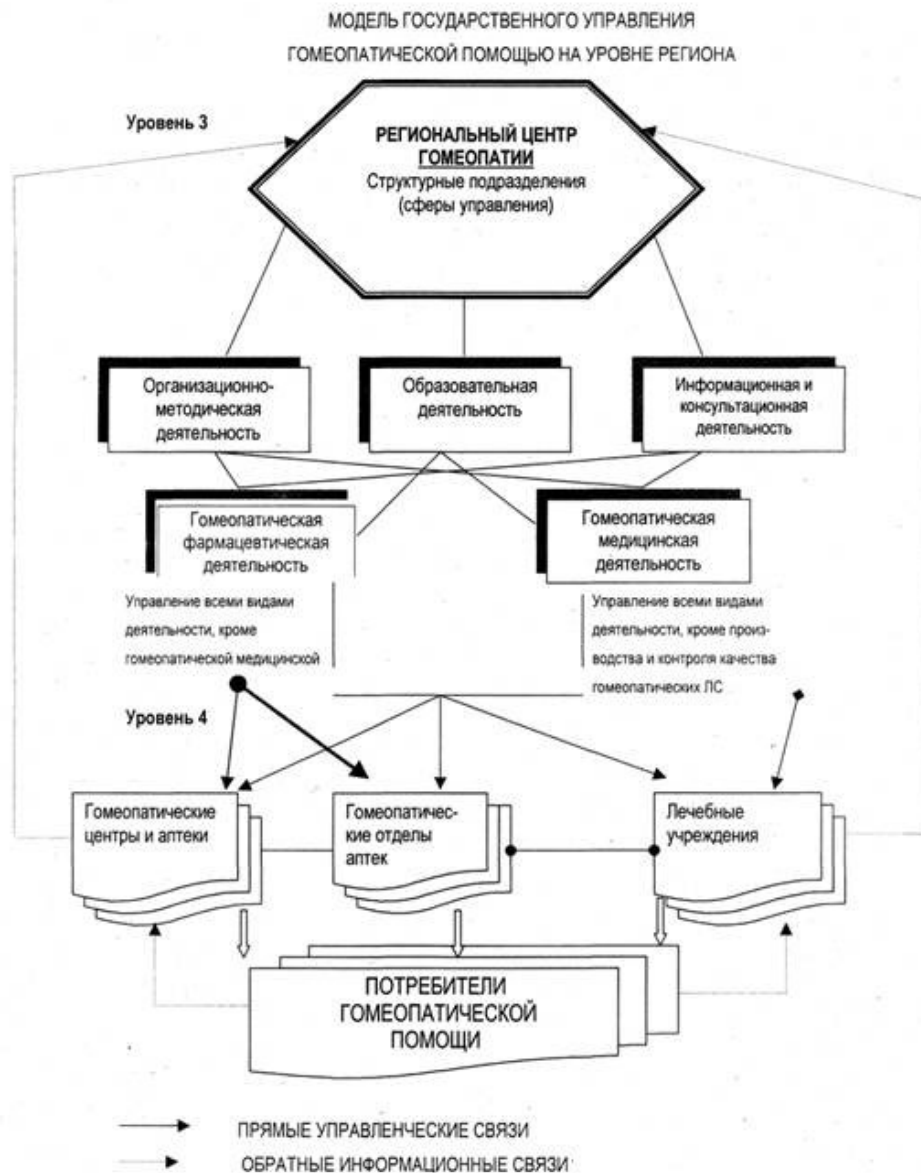 МОДЕЛЬ ГОСУДАРСТВЕННОГО УПРАВЛЕНИЯ
ГОМЕОПАТИЧЕСКОЙ ПОМОЩЬЮ НА УРОВНЕ РЕГИОНА
Уровень 3
РЕГИОНАЛЬНЫЙ ЦЕНТР
ГОМЕОПАТИИ
Структурные подразделения
(сферы управления)
Организационно-
методическая
деятельность
Образовательная
деятельность
Информационная и
консультационная
деятельность
Гомеопатическая
фармацевтическая
деятельность
Гомеопатическая
медицинская
деятельность
Управление всеми видами
деятельности, кроме
гомеопатической медицинской
Управление всеми видами
деятельности, кроме произ-
водства и контроля качества
гомеопатических ЛС
Уровень 4
Гомеопатические
центры и аптеки
Гомеопатичес-
кие отделы
аптек
Лечебные
учреждения
ПОТРЕБИТЕЛИ
ГОМЕОПАТИЧЕСКОЙ
ПОМОЩИ
ПРЯМЫЕ УПРАВЛЕНЧЕСКИЕ СВЯЗИ
ОБРАТНЫЕ ИНФОРМАЦИОННЫЕ СВЯЗИ